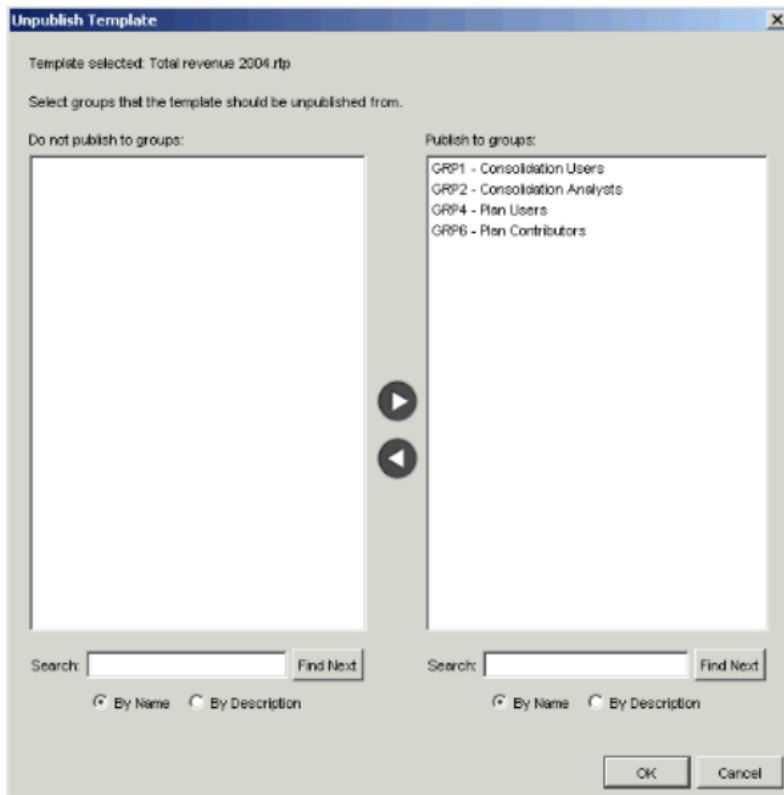 Unpublish Template
Template selected: Total revenue 2004.rtp
Select groups that the template should be unpublished from.
Do not publish to groups:
Publish to groups:
GRP1 - Consolidation Users
GRP2 - Consolidation Analysts
GRP4 - Plan Users
GRP6 - Plan Contributors
Search: Find Next
By Name By Description
Search: Find Next
By Name By Description
OK Cancel